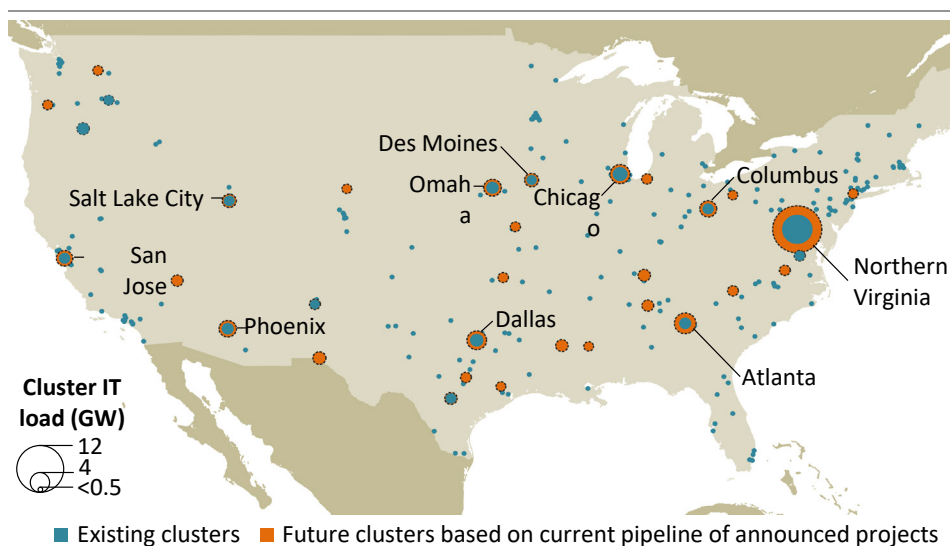 Des Moines
Omah
a
Chicag
o
Columbus
Salt Lake City
San
Jose
Northern
Virginia
Phoenix
Dallas
Atlanta
Cluster IT
load (GW)
12
4
<0.5
Existing clusters
Future clusters based on current pipeline of announced projects